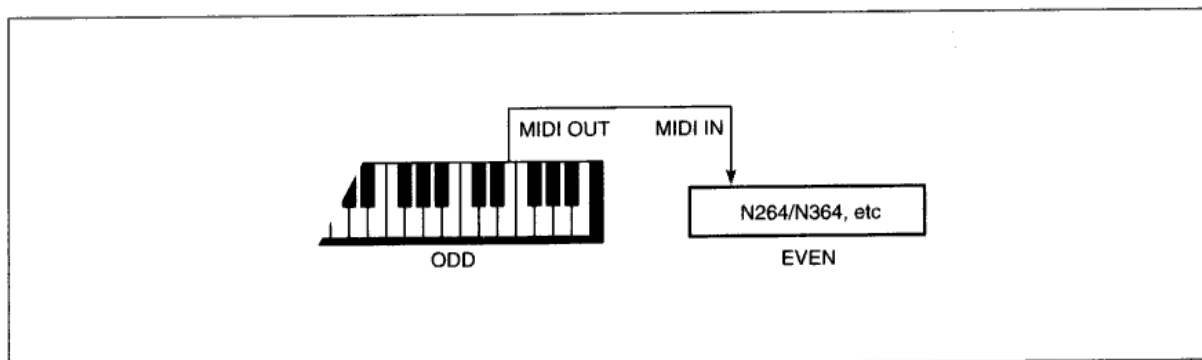 MIDI OUT MIDI IN
N264/N364, etc
ODD EVEN